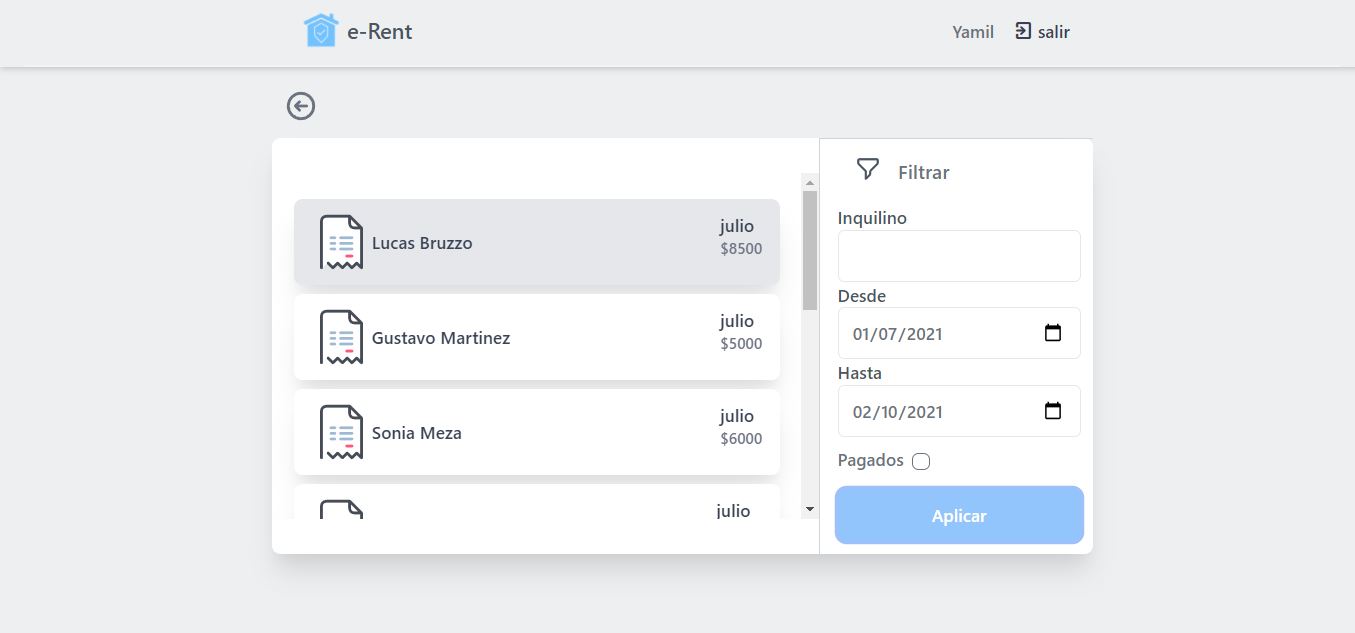 e-Rent
Yamil
salir
Lucas Bruzzo
julio
$8500
Gustavo Martinez
julio
$5000
Sonia Meza
julio
$6000
julio
Filtrar
Inquilino
Desde
01/07/2021
Hasta
02/10/2021
Pagados
Aplicar